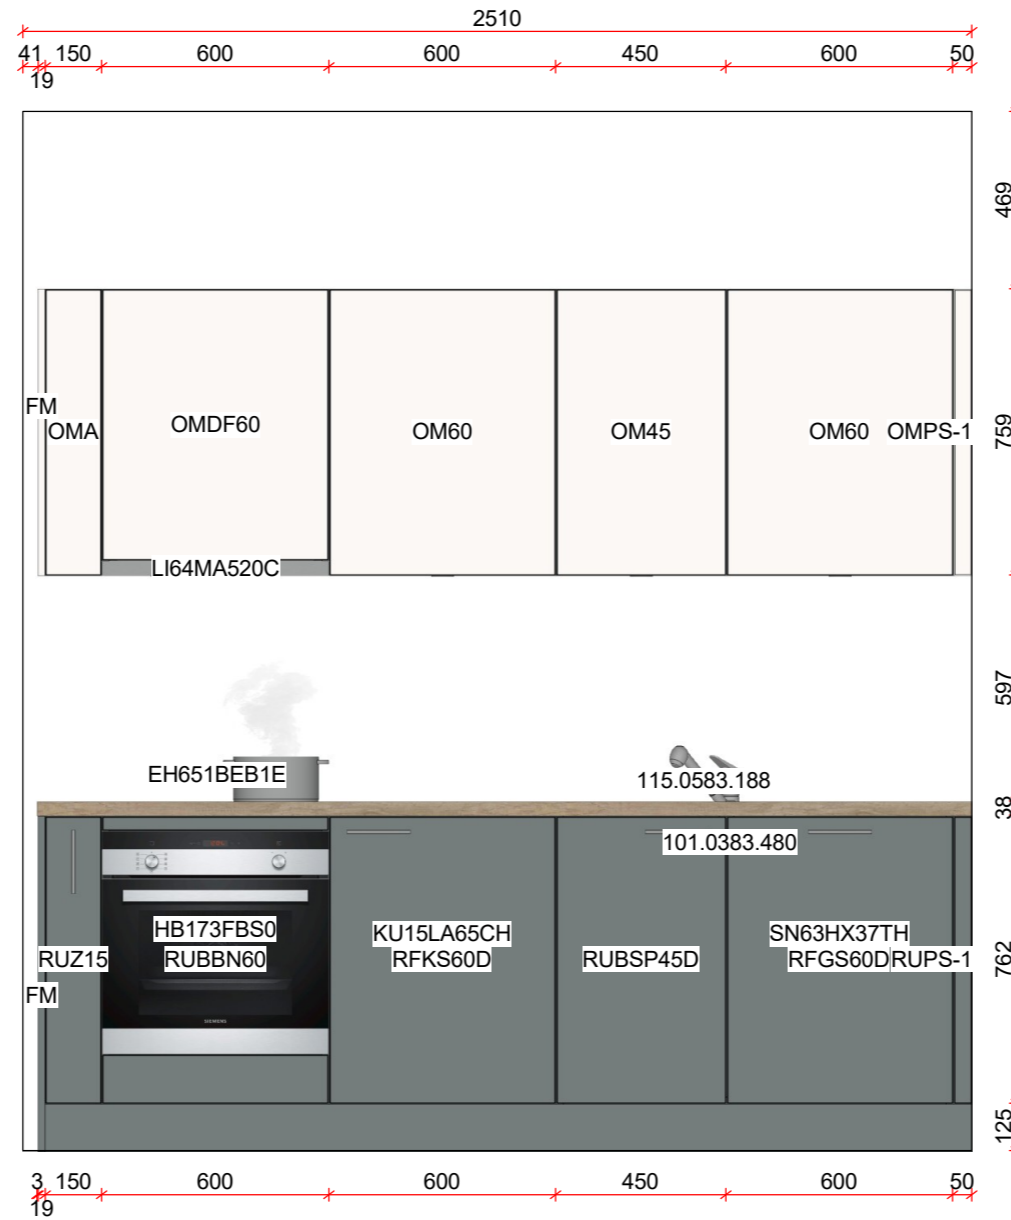 2510
41 150 600 600 450 600 50
19
469
FM
OMA
OMDF60
OM60
OM45
OM60
OMPS-1
759
LI64MA520C
597
EH651BEB1E
115.0583.188
38
101.0383.480
HB173FBS0
RUBBN60
KU15LA65CH
RFKS60D
SN63HX37TH
RFGS60D
RUZ15
RUBSP45D
RUPS-1
762
FM
SIEMENS
125
3 150 600 600 450 600 50
19